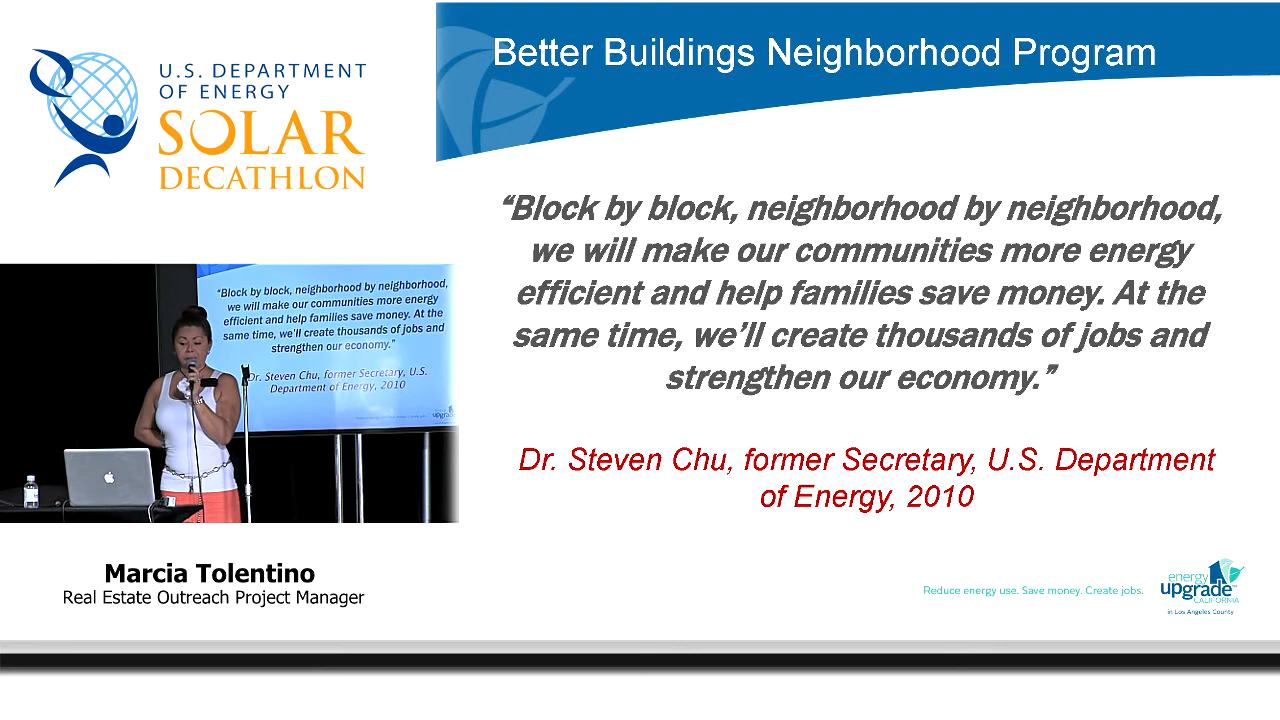 U.S. DEPARTMENT
OF ENERGY
SOLAR
DECATHLON
Better Buildings Neighborhood Program
“Block by block, neighborhood by neighborhood,
we will make our communities more energy
efficient and help families save money. At the
same time, we’ll create thousands of jobs and
strengthen our economy.”
Dr. Steven Chu, former Secretary, U.S. Department
of Energy, 2010
“Block by block, neighborhood by neighborhood,
we will make our communities more energy
efficient and help families save money. At the
same time, we’ll create thousands of jobs and
strengthen our economy.”
Dr. Steven Chu, former Secretary, U.S.
Department of Energy, 2010
upgrade
Marcia Tolentino
Real Estate Outreach Project Manager
Reduce energy use. Save money. Create jobs.
energy
upgrade™
CALIFORNIA
in Los Angeles County